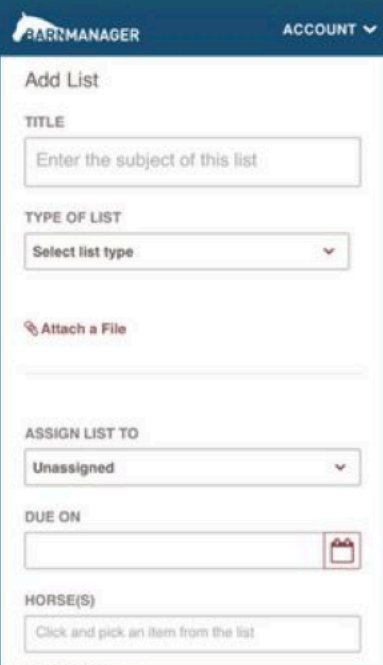 BARNMANAGER ACCOUNT
Add List
TITLE
Enter the subject of this list
TYPE OF LIST
Select list type
Attach a File
ASSIGN LIST TO
Unassigned
DUE ON
HORSE(S)
Click and pick an item from the list